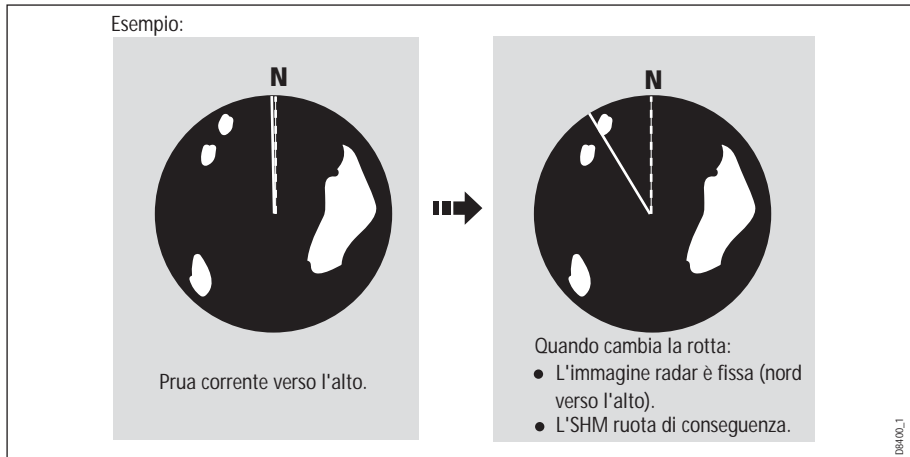 Esempio:
N
Prua corrente verso l'alto.
N
Quando cambia la rotta:
● L'immagine radar è fissa (nord
verso l'alto).
● L'SHM ruota di conseguenza.
D8400_1